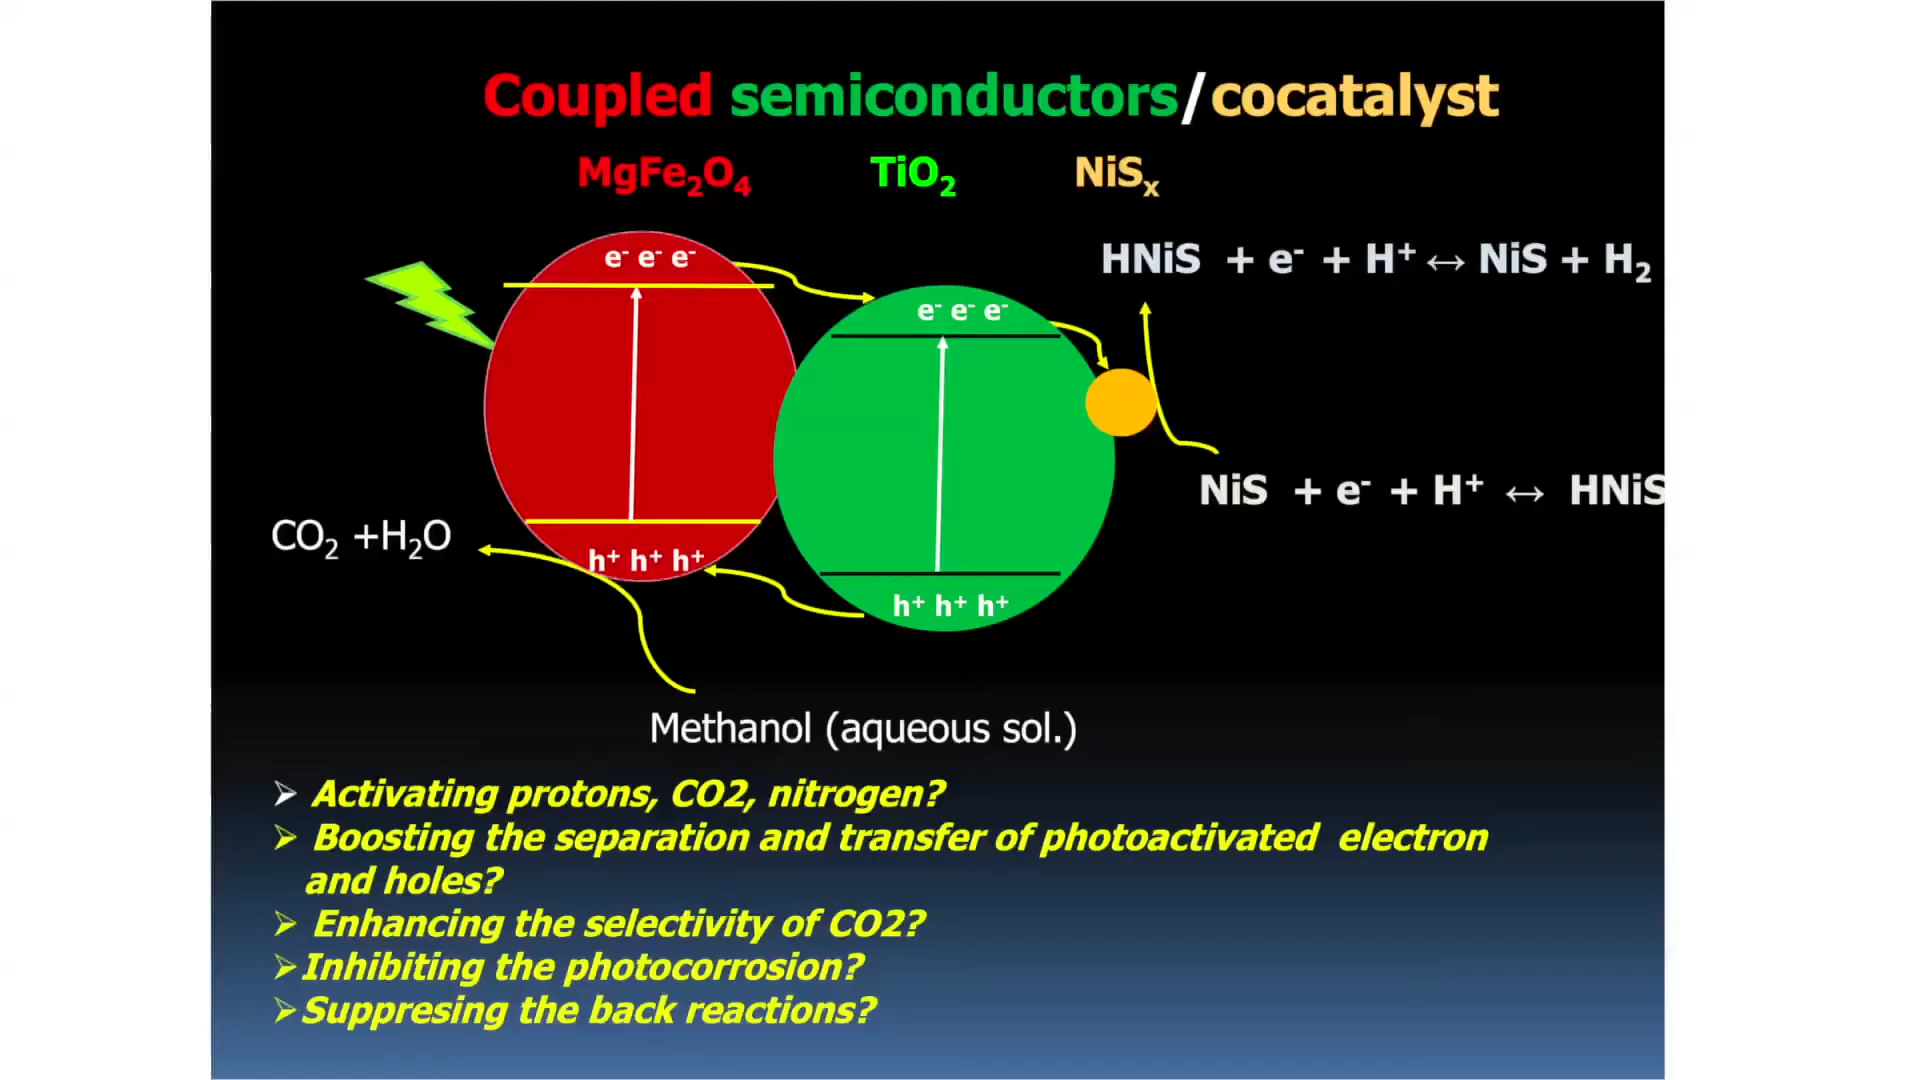 Coupled semiconductors/cocatalyst
MgFe₂O₄ TiO₂ NiSₓ
e⁻ e⁻ e⁻
HNiS + e⁻ + H⁺ ↔ NiS + H₂
e⁻ e⁻ e⁻
NiS + e⁻ + H⁺ ↔ HNiS
CO₂ +H₂O
h⁺ h⁺ h⁺
h⁺ h⁺ h⁺
Methanol (aqueous sol.)
➢ Activating protons, CO2, nitrogen?
➢ Boosting the separation and transfer of photoactivated electron
and holes?
➢ Enhancing the selectivity of CO2?
➢Inhibiting the photocorrosion?
➢Suppresing the back reactions?